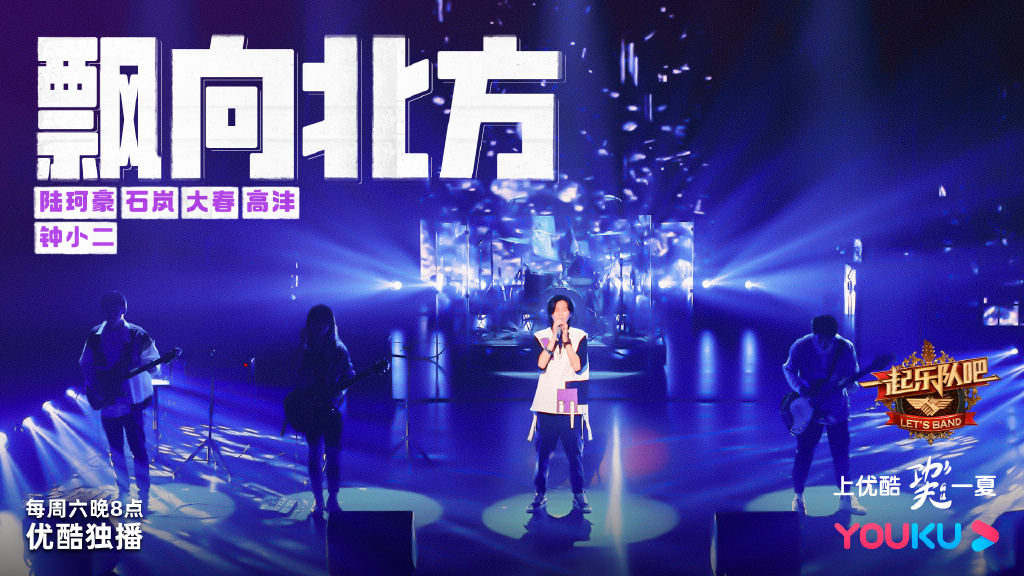 飘向北方
陆珂豪 石岚 大春 高沣
钟小二
一起乐队吧
LET'S BAND
每周六晚8点
优酷独播
上优酷 一夏
YOUKU